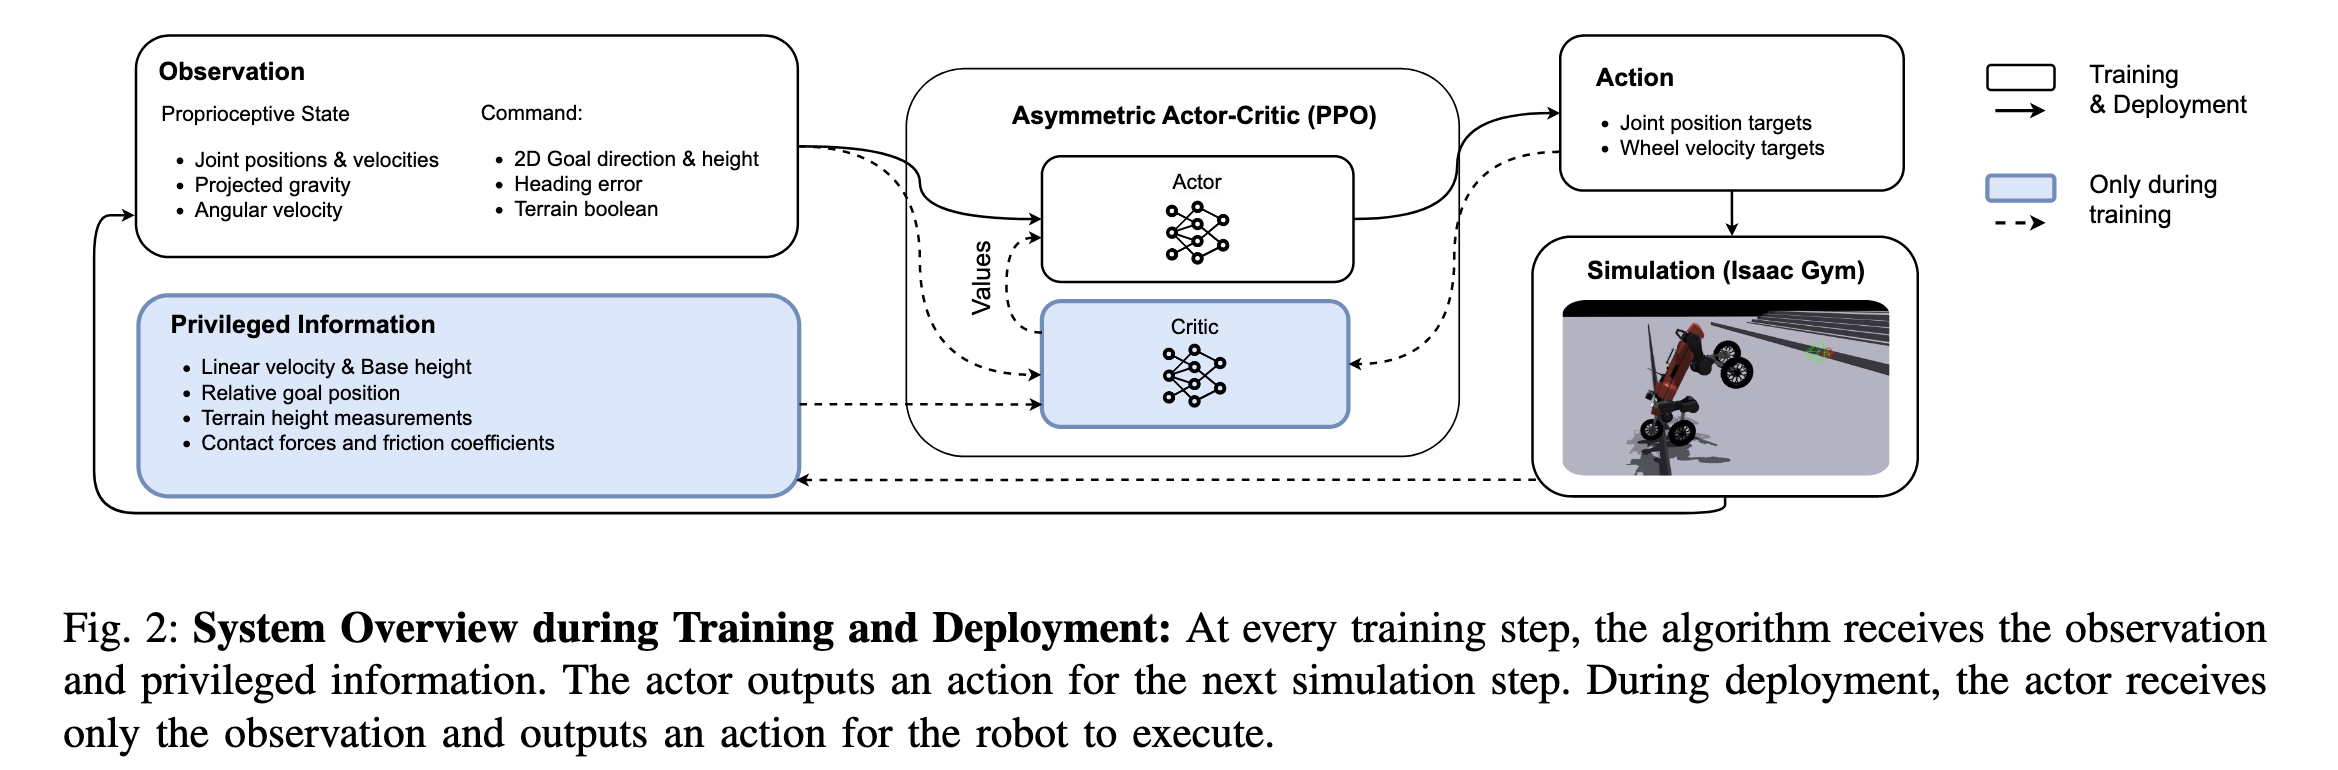 Observation
Proprioceptive State
• Joint positions & velocities
• Projected gravity
• Angular velocity
Command:
• 2D Goal direction & height
• Heading error
• Terrain boolean
Privileged Information
• Linear velocity & Base height
• Relative goal position
• Terrain height measurements
• Contact forces and friction coefficients
Asymmetric Actor-Critic (PPO)
Actor
Values
Critic
Action
• Joint position targets
• Wheel velocity targets
Simulation (Isaac Gym)
Training
& Deployment
Only during
training
Fig. 2: System Overview during Training and Deployment: At every training step, the algorithm receives the observation
and privileged information. The actor outputs an action for the next simulation step. During deployment, the actor receives
only the observation and outputs an action for the robot to execute.